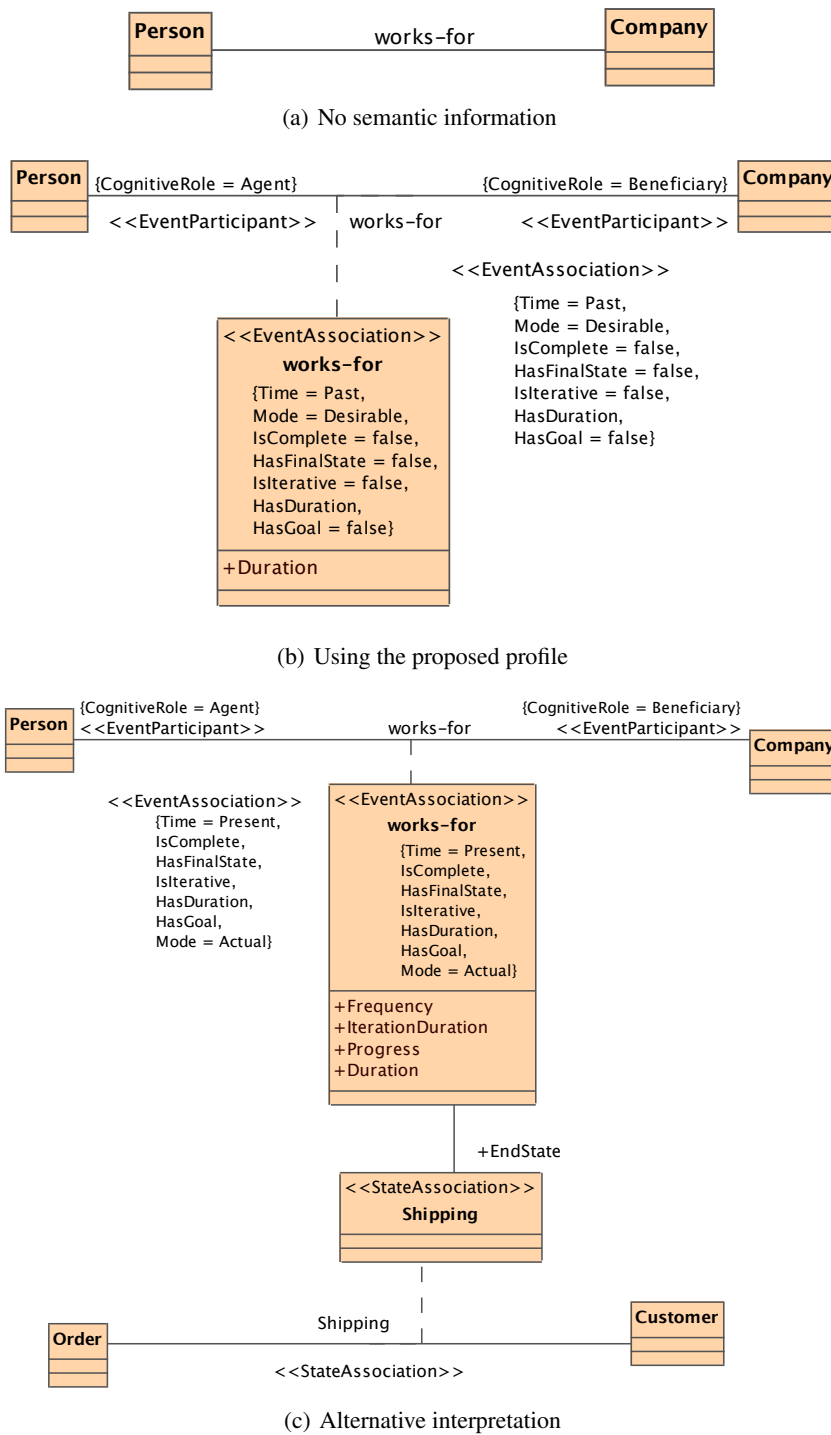 Person
works-for
Company
(a) No semantic information
Person
{CognitiveRole = Agent}
{CognitiveRole = Beneficiary}
Company
<<EventParticipant>>
works-for
<<EventParticipant>>
<<EventAssociation>>
{Time = Past,
Mode = Desirable,
IsComplete = false,
HasFinalState = false,
IsIterative = false,
HasDuration,
HasGoal = false}
<<EventAssociation>>
works-for
{Time = Past,
Mode = Desirable,
IsComplete = false,
HasFinalState = false,
IsIterative = false,
HasDuration,
HasGoal = false}
+Duration
(b) Using the proposed profile
{CognitiveRole = Agent}
{CognitiveRole = Beneficiary}
Person
<<EventParticipant>>
works-for
<<EventParticipant>>
Company
<<EventAssociation>>
{Time = Present,
IsComplete,
HasFinalState,
IsIterative,
HasDuration,
HasGoal,
Mode = Actual}
<<EventAssociation>>
works-for
{Time = Present,
IsComplete,
HasFinalState,
IsIterative,
HasDuration,
HasGoal,
Mode = Actual}
+Frequency
+IterationDuration
+Progress
+Duration
+EndState
<<StateAssociation>>
Shipping
Order
Shipping
Customer
<<StateAssociation>>
(c) Alternative interpretation